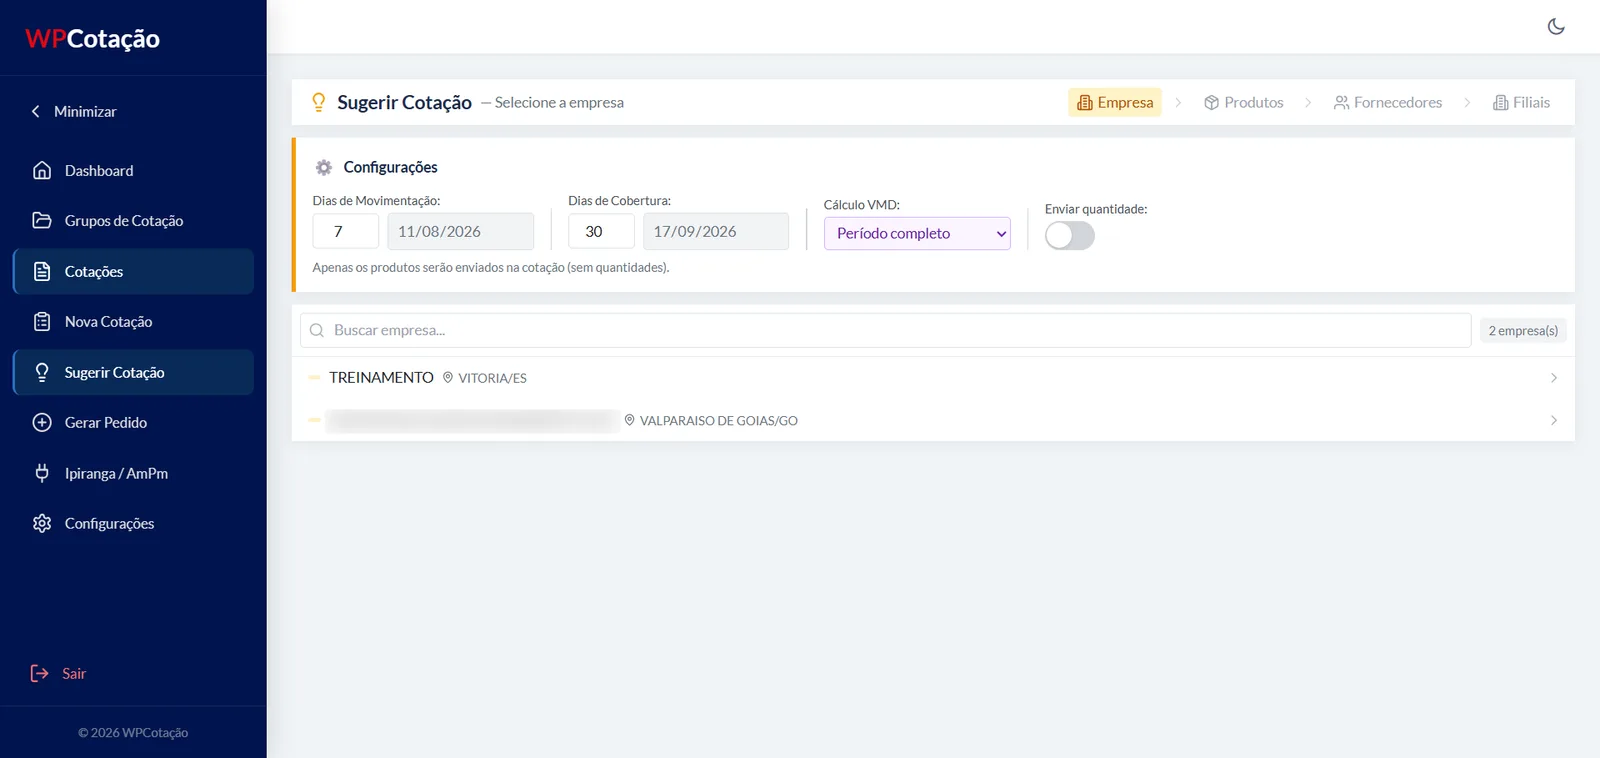 WPCotação
Minimizar
Dashboard
Grupos de Cotação
Cotações
Nova Cotação
Sugerir Cotação
Gerar Pedido
Ipiranga / AmPm
Configurações
Sair
© 2026 WPCotação
Sugerir Cotação — Selecione a empresa
Empresa
Produtos
Fornecedores
Filiais
Configurações
Dias de Movimentação:
7
11/08/2026
Dias de Cobertura:
30
17/09/2026
Cálculo VMD:
Período completo
Enviar quantidade:
Apenas os produtos serão enviados na cotação (sem quantidades).
Buscar empresa...
2 empresa(s)
TREINAMENTO VITORIA/ES
VALPARAISO DE GOIAS/GO